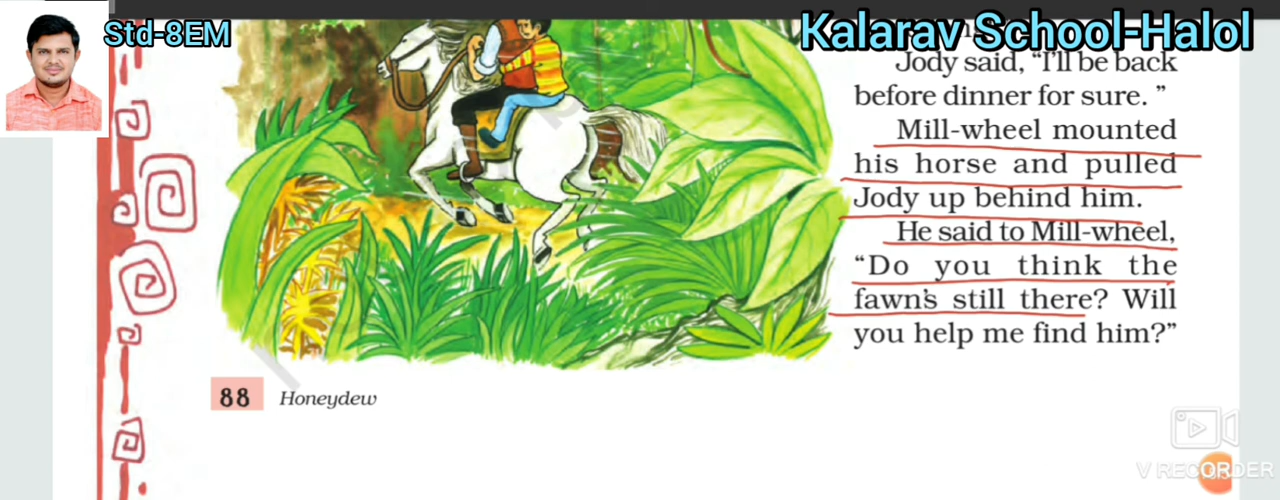 Std-8EM
Kalarav School-Halol
Jody said, “I'll be back
before dinner for sure. ”
Mill-wheel mounted
his horse and pulled
Jody up behind him.
He said to Mill-wheel,
“Do you think the
fawn's still there? Will
you help me find him?”
88 Honeydew
V RECORDER